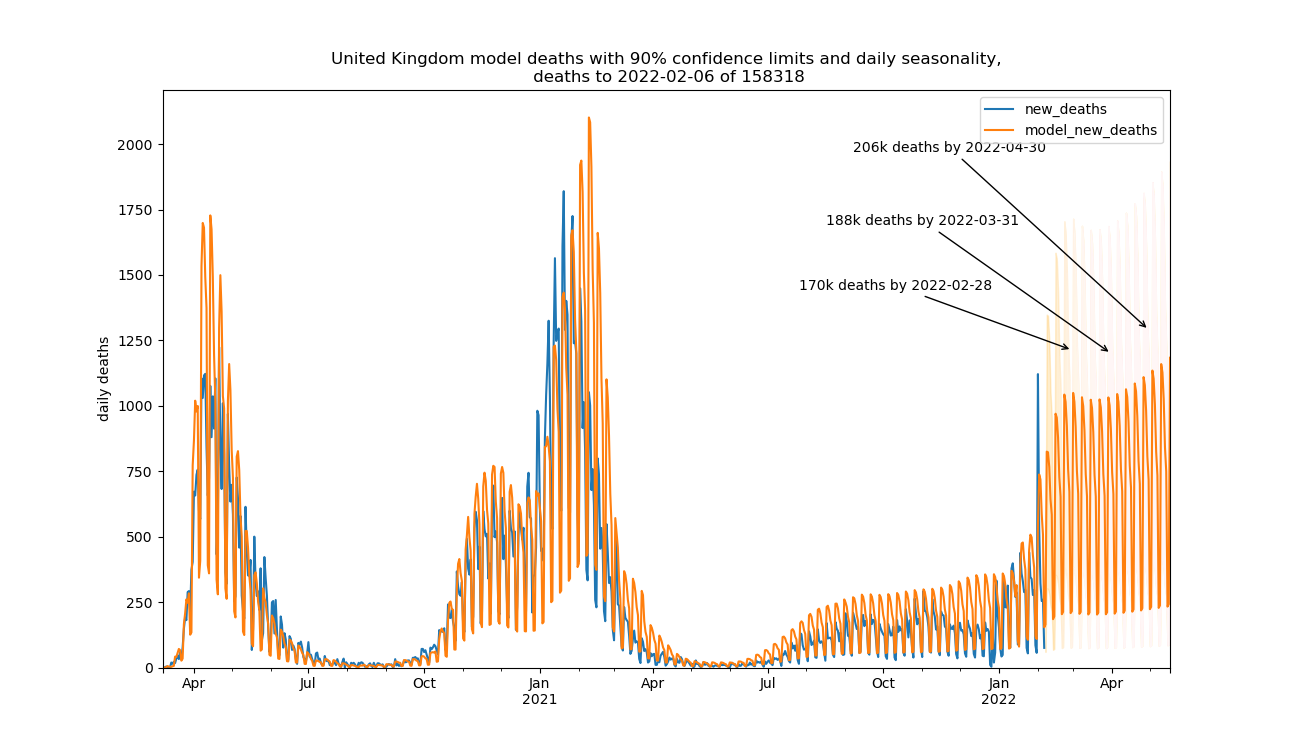 United Kingdom model deaths with 90% confidence limits and daily seasonality,
deaths to 2022-02-06 of 158318
new_deaths
model_new_deaths
206k deaths by 2022-04-30
188k deaths by 2022-03-31
170k deaths by 2022-02-28
daily deaths
2000
1750
1500
1250
1000
750
500
250
0
Apr
Jul
Oct
Jan
2021
Apr
Jul
Oct
Jan
2022
Apr